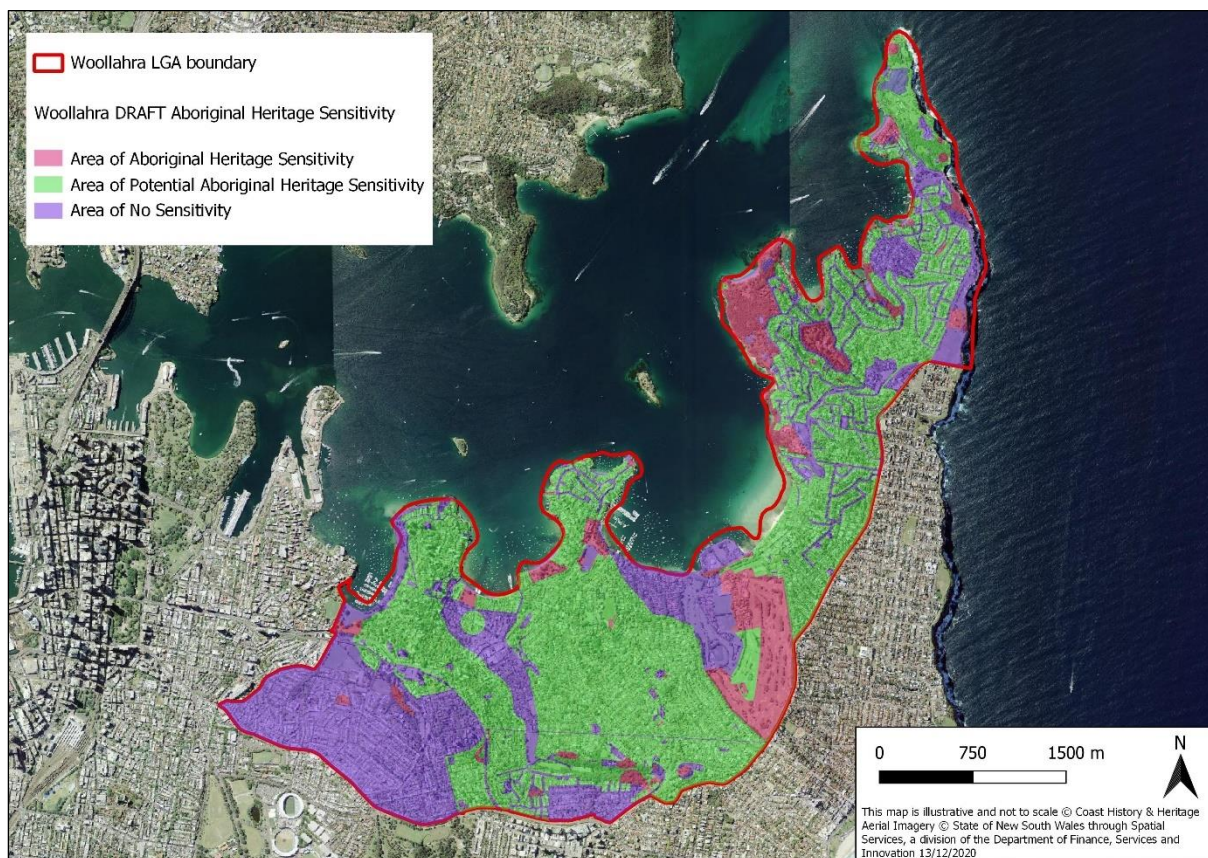 Woollahra LGA boundary
Woollahra DRAFT Aboriginal Heritage Sensitivity
Area of Aboriginal Heritage Sensitivity
Area of Potential Aboriginal Heritage Sensitivity
Area of No Sensitivity
0 750 1500 m
N
This map is illustrative and not to scale © Coast History & Heritage
Aerial Imagery © State of New South Wales through Spatial
Services, a division of the Department of Finance, Services and
Innovation 13/12/2020